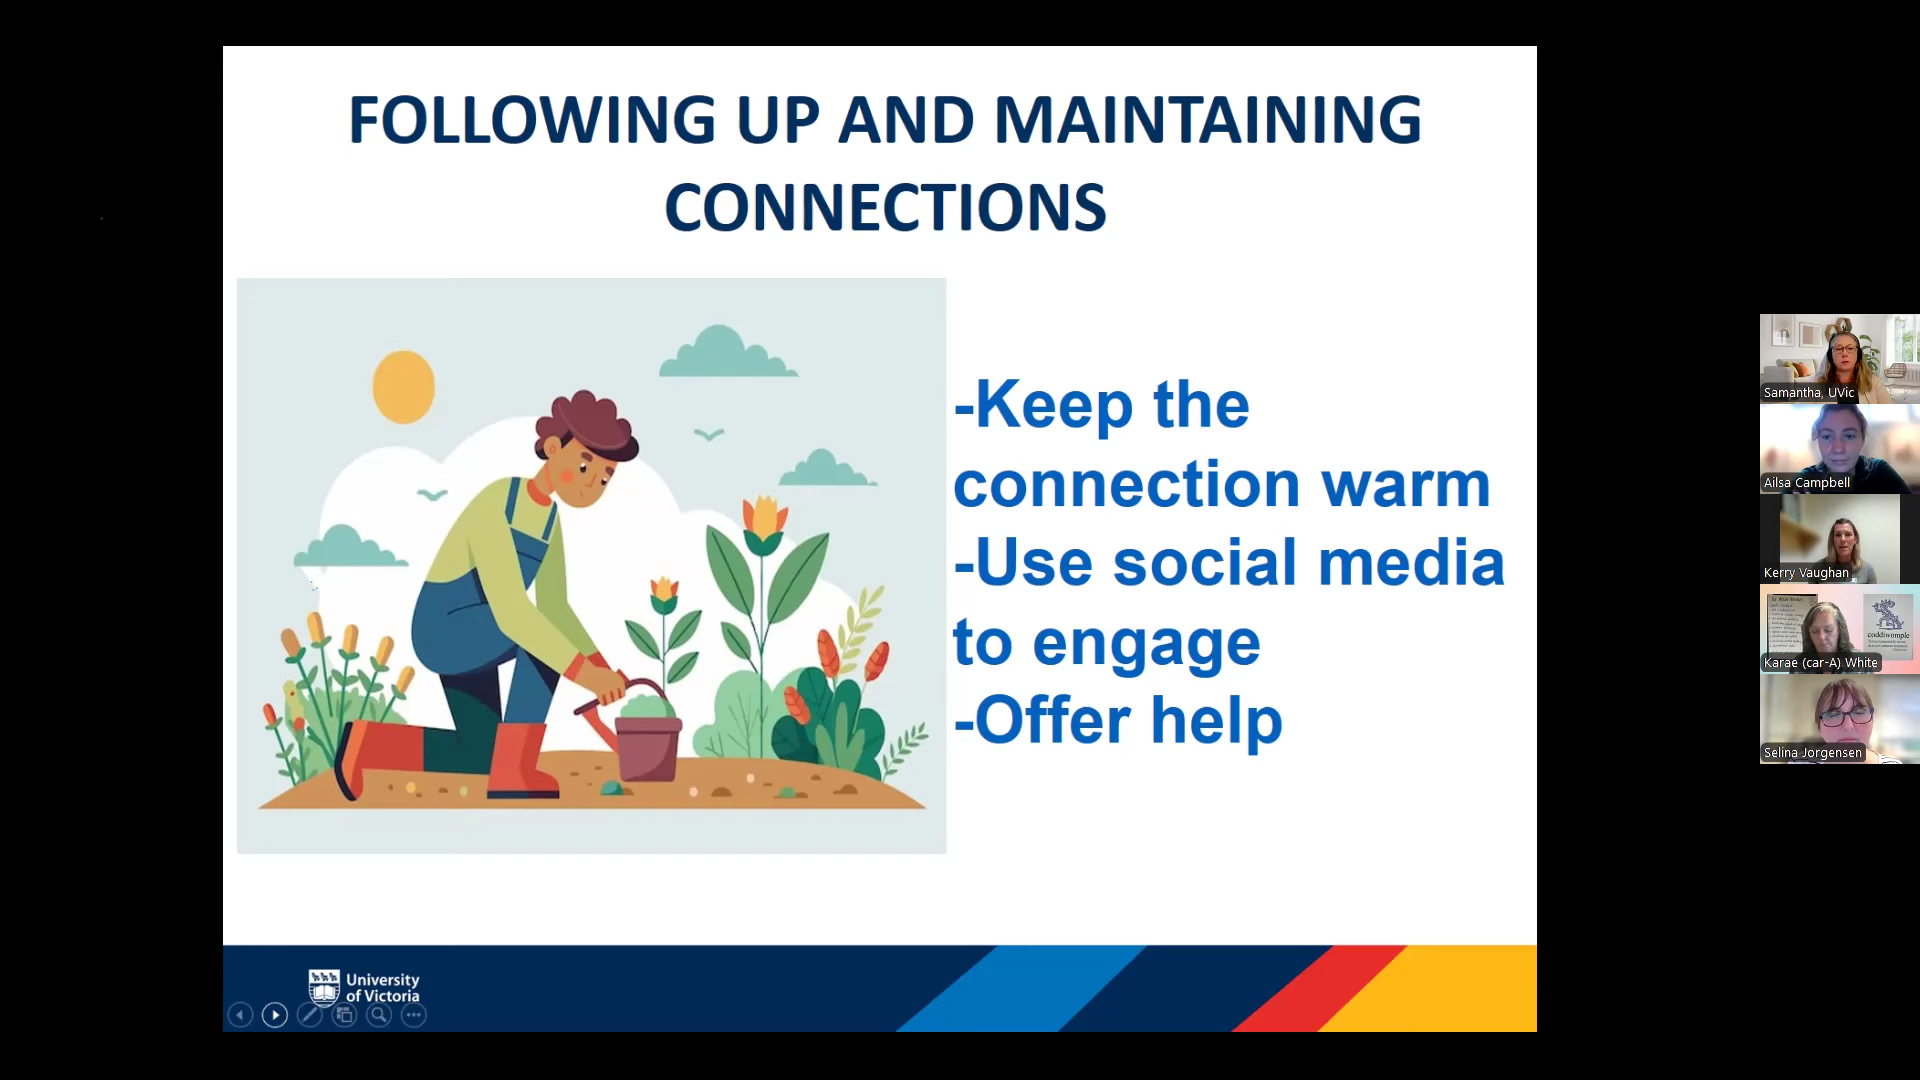 FOLLOWING UP AND MAINTAINING
CONNECTIONS
-Keep the
connection warm
-Use social media
to engage
-Offer help
University
of Victoria
Samantha, UVic
Ailsa Campbell
Kerry Vaughan
coddiwomple
Karae (car-A) White
Selina Jorgensen